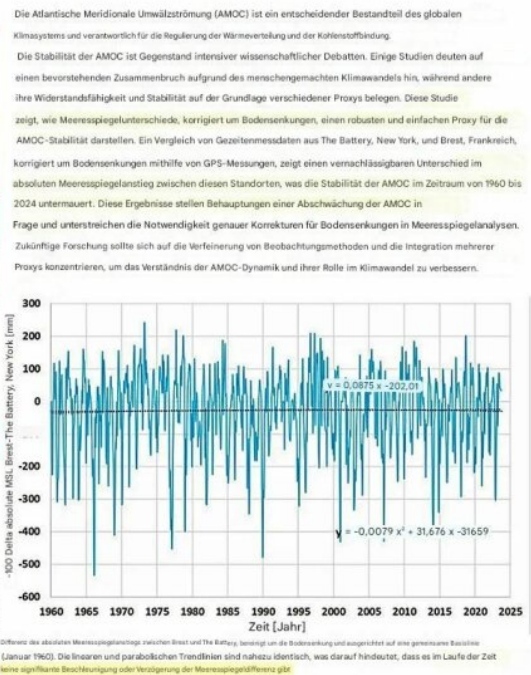 Die Atlantische Meridionale Umwälzströmung (AMOC) ist ein entscheidender Bestandteil des globalen
Klimasystems und verantwortlich für die Regulierung der Wärmeverteilung und der Kohlenstoffbindung.
Die Stabilität der AMOC ist Gegenstand intensiver wissenschaftlicher Debatten. Einige Studien deuten auf
einen bevorstehenden Zusammenbruch aufgrund des menschengemachten Klimawandels hin, während andere
ihre Widerstandsfähigkeit und Stabilität auf der Grundlage verschiedener Proxys belegen. Diese Studie
zeigt, wie Meeresspiegelunterschiede, korrigiert um Bodensenkungen, einen robusten und einfachen Proxy für die
AMOC-Stabilität darstellen. Ein Vergleich von Gezeitenmessdaten aus The Battery, New York, und Brest, Frankreich,
korrigiert um Bodensenkungen mithilfe von GPS-Messungen, zeigt einen vernachlässigbaren Unterschied im
absoluten Meeresspiegelanstieg zwischen diesen Standorten, was die Stabilität der AMOC im Zeitraum von 1960 bis
2024 untermauert. Diese Ergebnisse stellen Behauptungen einer Abschwächung der AMOC in
Frage und unterstreichen die Notwendigkeit genauer Korrekturen für Bodensenkungen in Meeresspiegelanalysen.
Zukünftige Forschung sollte sich auf die Verfeinerung von Beobachtungsmethoden und die Integration mehrerer
Proxys konzentrieren, um das Verständnis der AMOC-Dynamik und ihrer Rolle im Klimawandel zu verbessern.
300
200
100
0
-100 Delta absolute MSL Brest-The Battery, New York [mm]
-200
-300
-400
-500
-600
v = 0,0875 x -202,01
y = -0,0079 x² + 31,676 x -31659
1960 1965 1970 1975 1980 1985 1990 1995 2000 2005 2010 2015 2020 2025
Zeit [Jahr]
Differenz des absoluten Meeresspiegelanstiegs zwischen Brest und The Battery, bereinigt um die Bodensenkung und ausgerichtet auf eine gemeinsame Basislinie
(Januar 1960). Die linearen und parabolischen Trendlinien sind nahezu identisch, was darauf hindeutet, dass es im Laufe der Zeit
keine signifikante Beschleunigung oder Verzögerung der Meeresspiegeldifferenz gibt